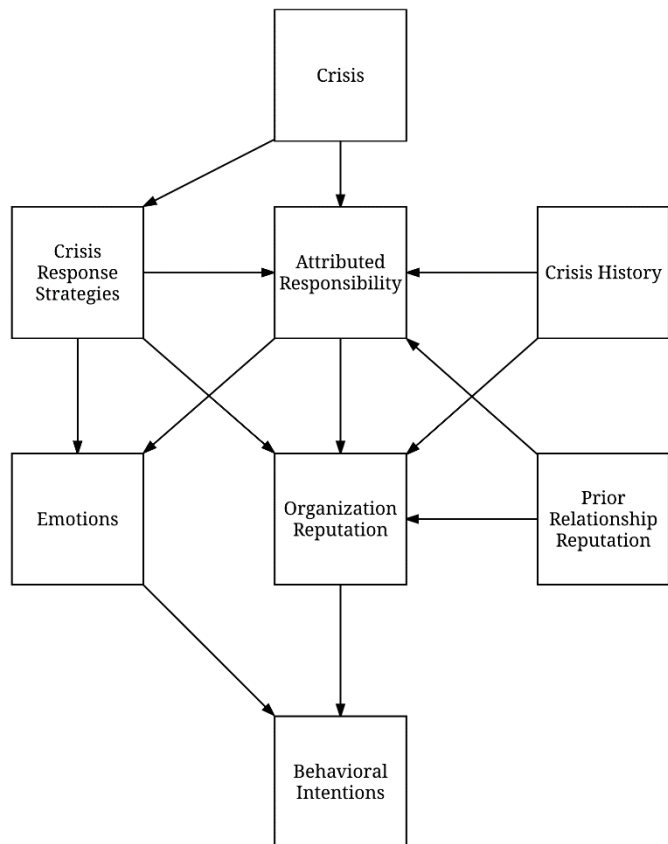 Crisis
Crisis
Response
Strategies
Attributed
Responsibility
Crisis History
Emotions
Organization
Reputation
Prior
Relationship
Reputation
Behavioral
Intentions